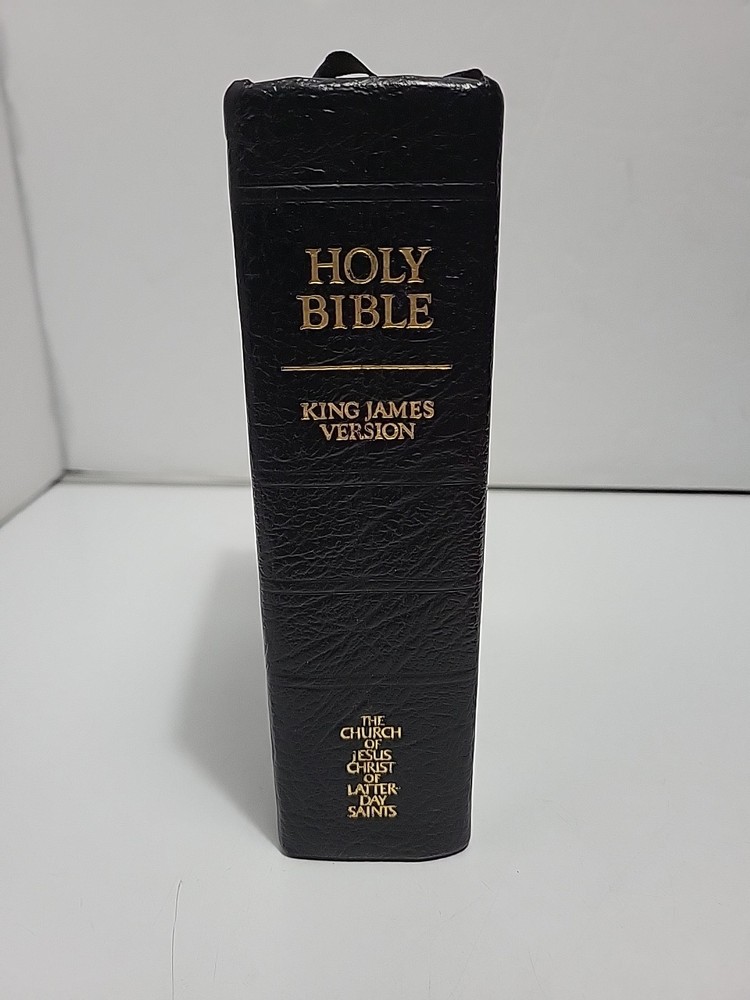 HOLY
BIBLE
KING JAMES
VERSION
THE
CHURCH
OF
JESUS
CHRIST
OF
LATTER-
DAY
SAINTS